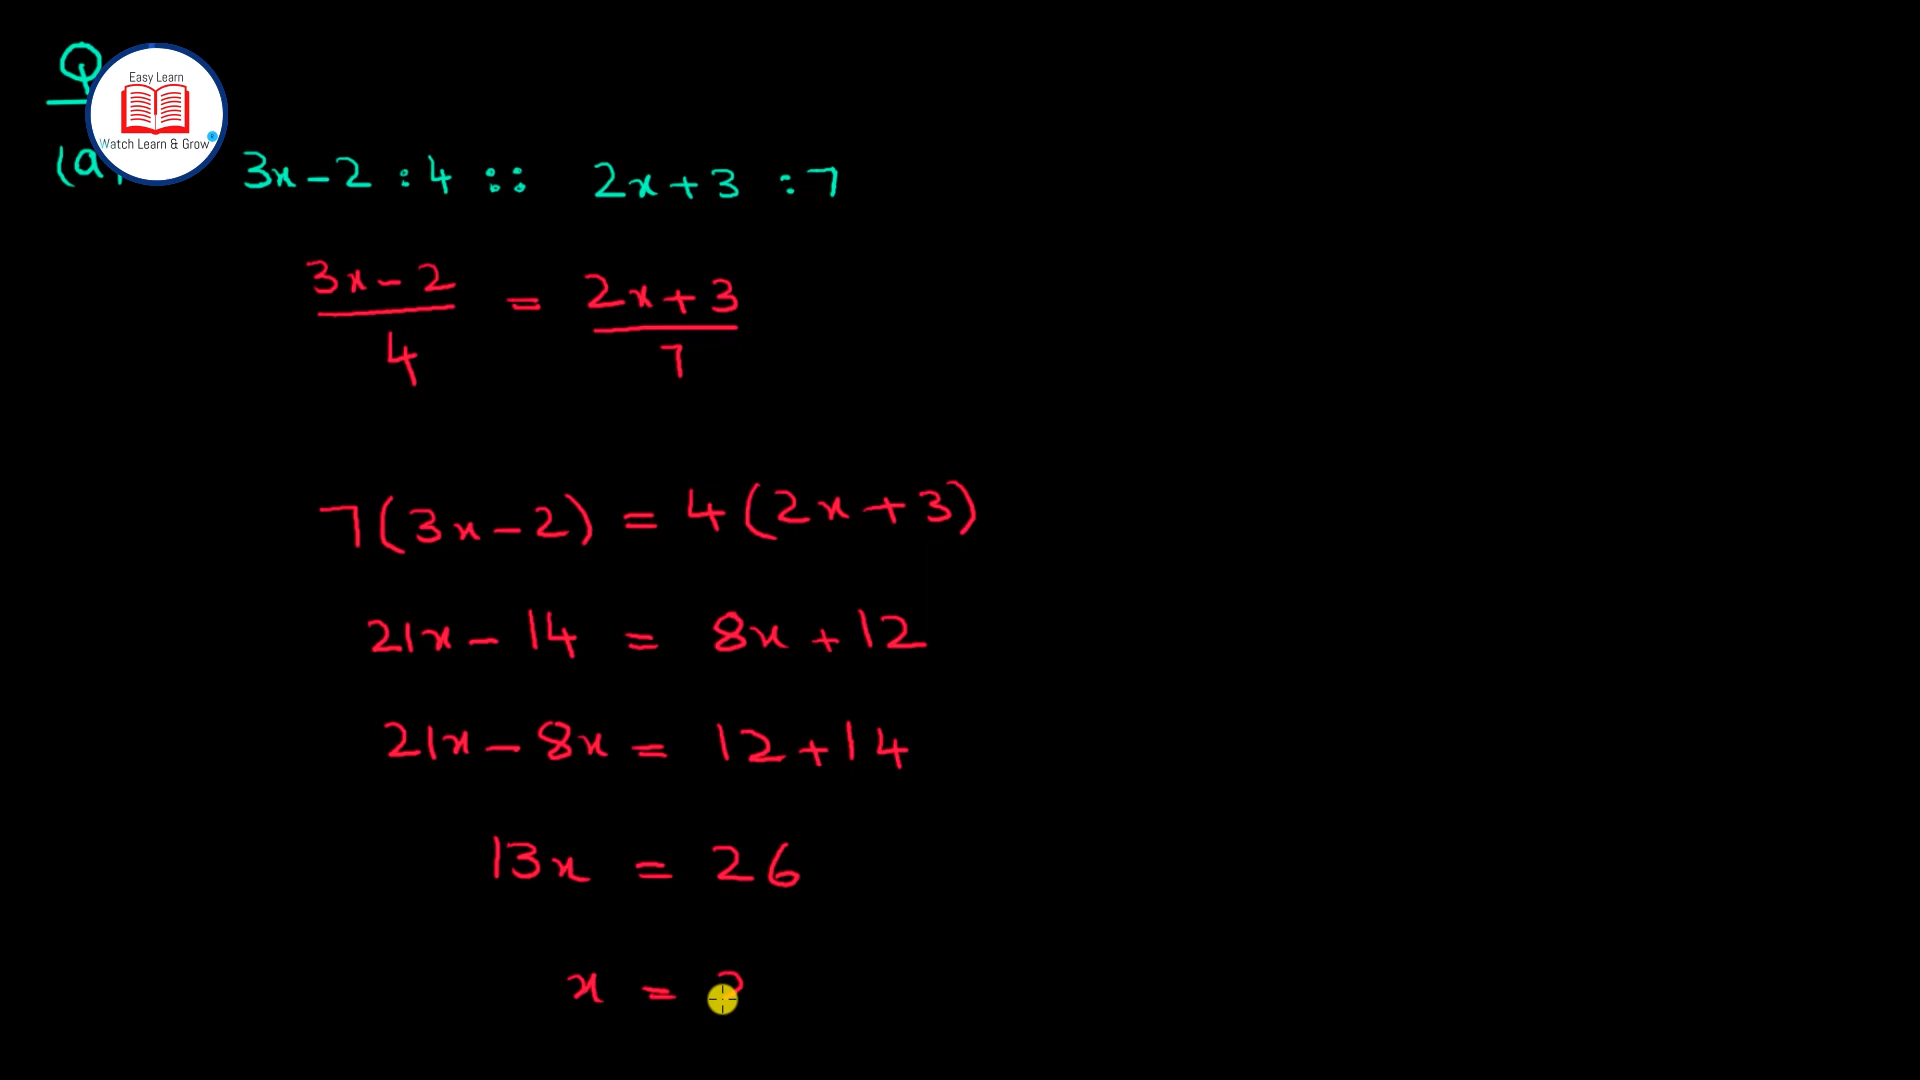 Q
Easy Learn
Watch Learn & Grow
(a) 3x-2 : 4 :: 2x+3 : 7
3x-2 = 2x+3
4 7
7(3x-2) = 4(2x+3)
21x - 14 = 8x + 12
21x - 8x = 12 + 14
13x = 26
x =